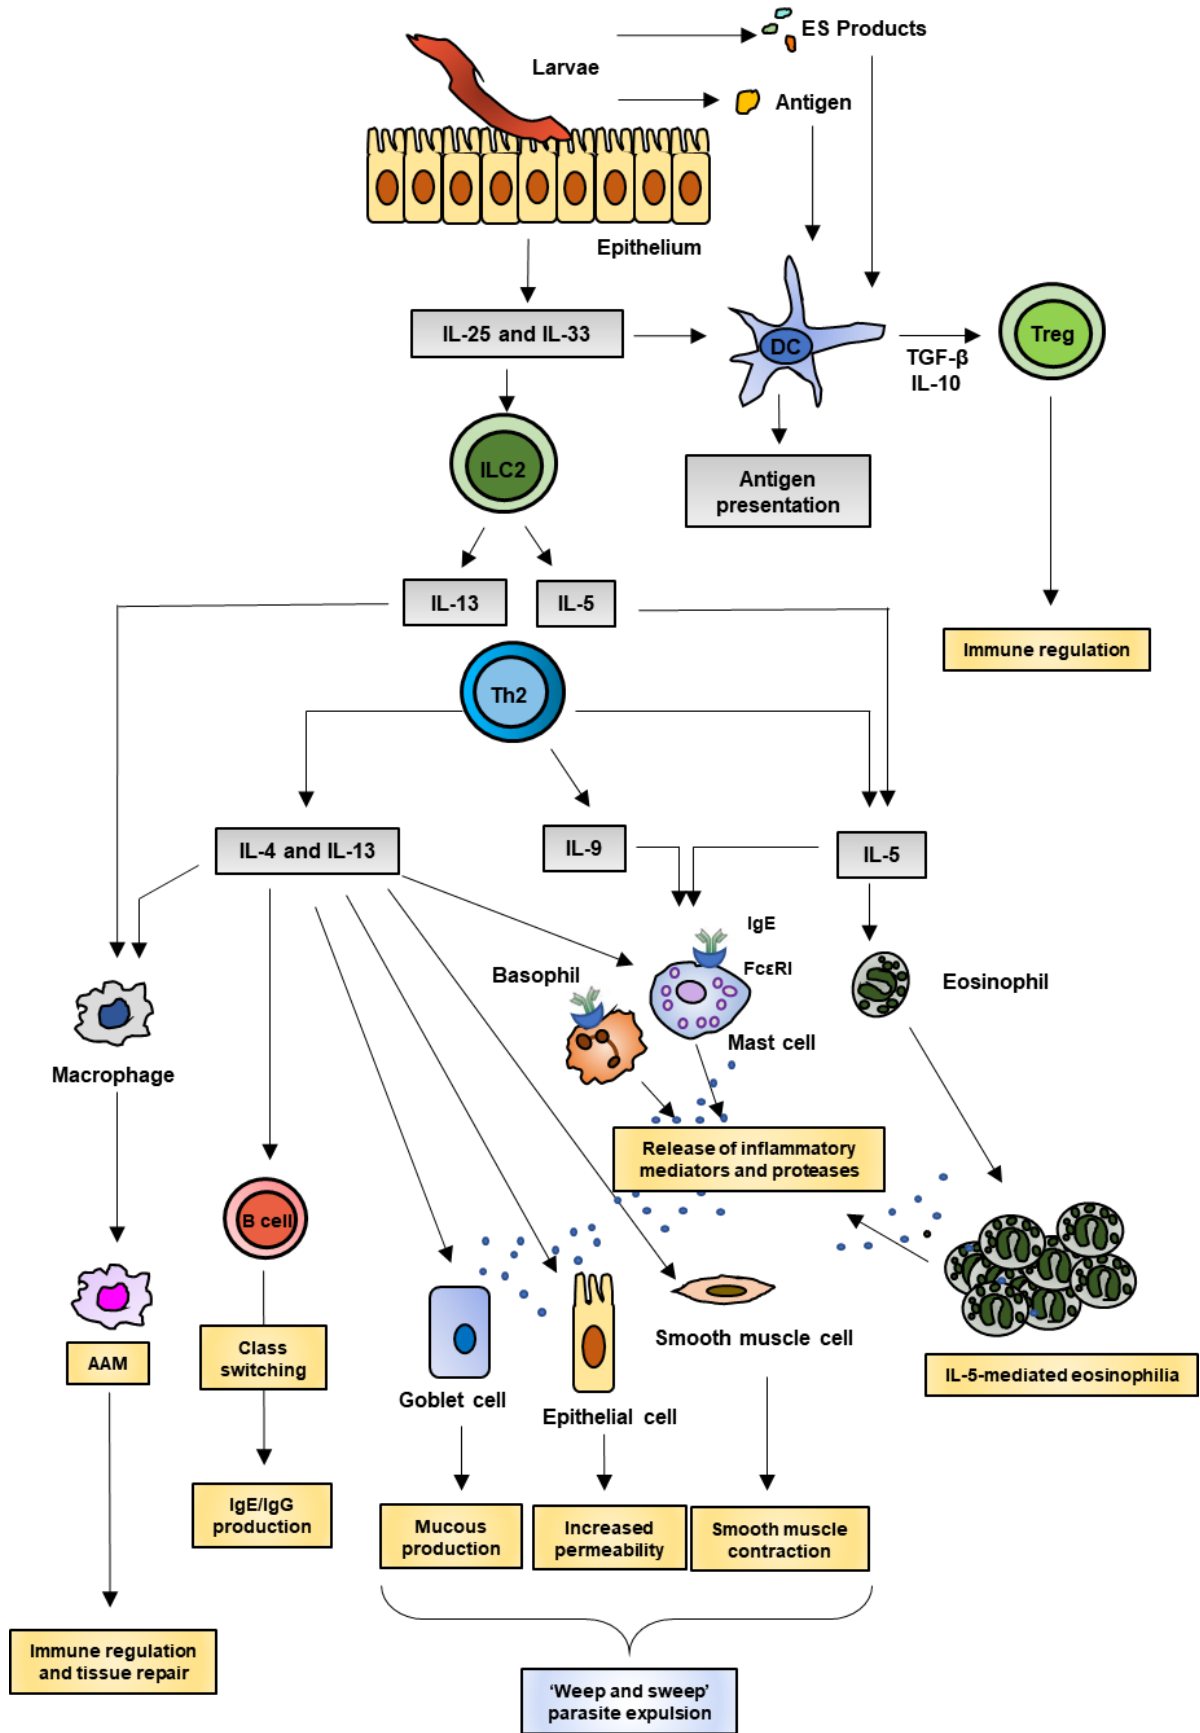 ES Products
Larvae
Antigen
Epithelium
IL-25 and IL-33
DC
TGF-β
IL-10
Treg
ILC2
Antigen
presentation
IL-13
IL-5
Immune regulation
Th2
IL-4 and IL-13
IL-9
IL-5
IgE
FcεRI
Basophil
Eosinophil
Mast cell
Macrophage
Release of inflammatory
mediators and proteases
B cell
Smooth muscle cell
AAM
Class
switching
IL-5-mediated eosinophilia
Goblet cell
Epithelial cell
IgE/IgG
production
Mucous
production
Increased
permeability
Smooth muscle
contraction
Immune regulation
and tissue repair
‘Weep and sweep’
parasite expulsion